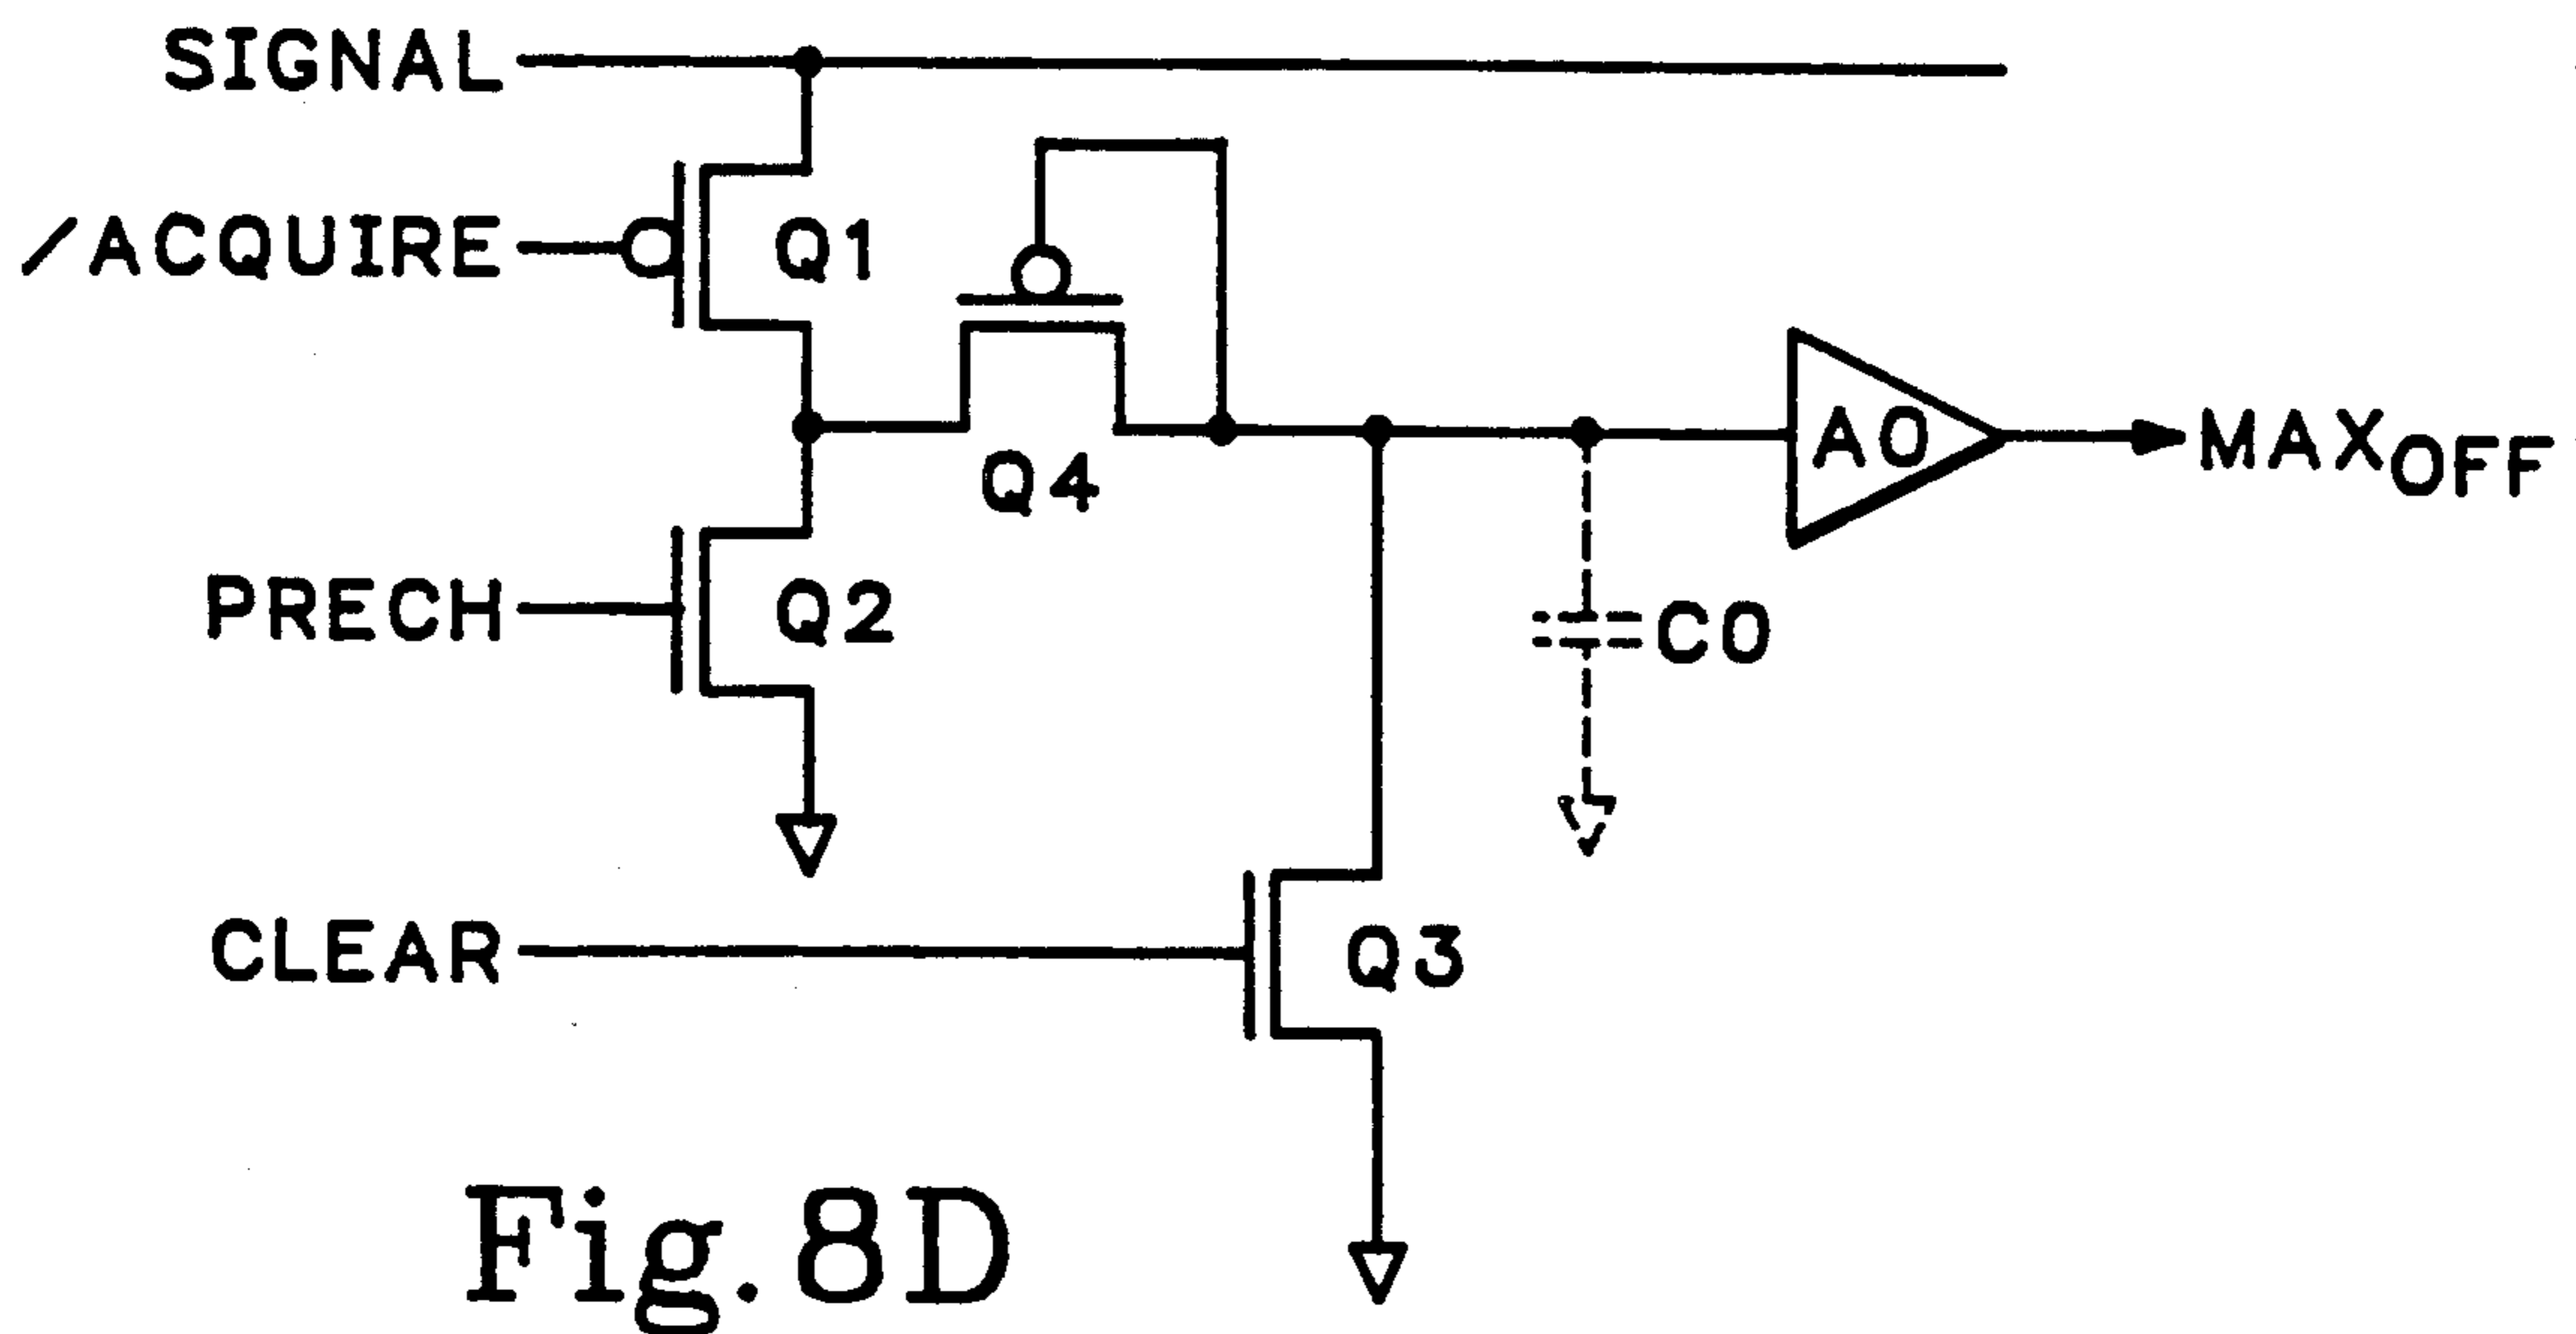 SIGNAL
/ACQUIRE
Q1
Q4
A0
MAXOFF
PRECH
Q2
C0
CLEAR
Q3
Fig. 8D